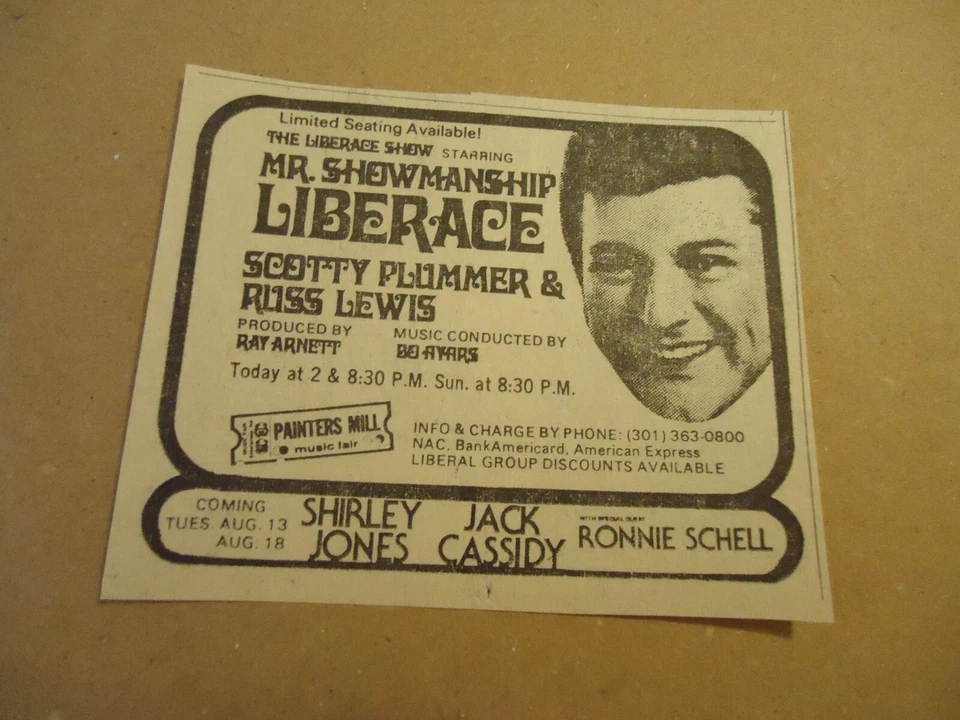 Limited Seating Available!
THE LIBERACE SHOW STARRING
MR. SHOWMANSHIP
LIBERACE
SCOTTY PLUMMER &
RUSS LEWIS
PRODUCED BY
RAY ARNETT
MUSIC CONDUCTED BY
BO AYARS
Today at 2 & 8:30 P.M. Sun. at 8:30 P.M.
PAINTERS MILL
music fair
INFO & CHARGE BY PHONE: (301) 363-0800
NAC, BankAmericard, American Express
LIBERAL GROUP DISCOUNTS AVAILABLE
COMING
TUES. AUG. 13
AUG. 18
SHIRLEY
JONES
JACK
CASSIDY
WITH SPECIAL GUEST
RONNIE SCHELL